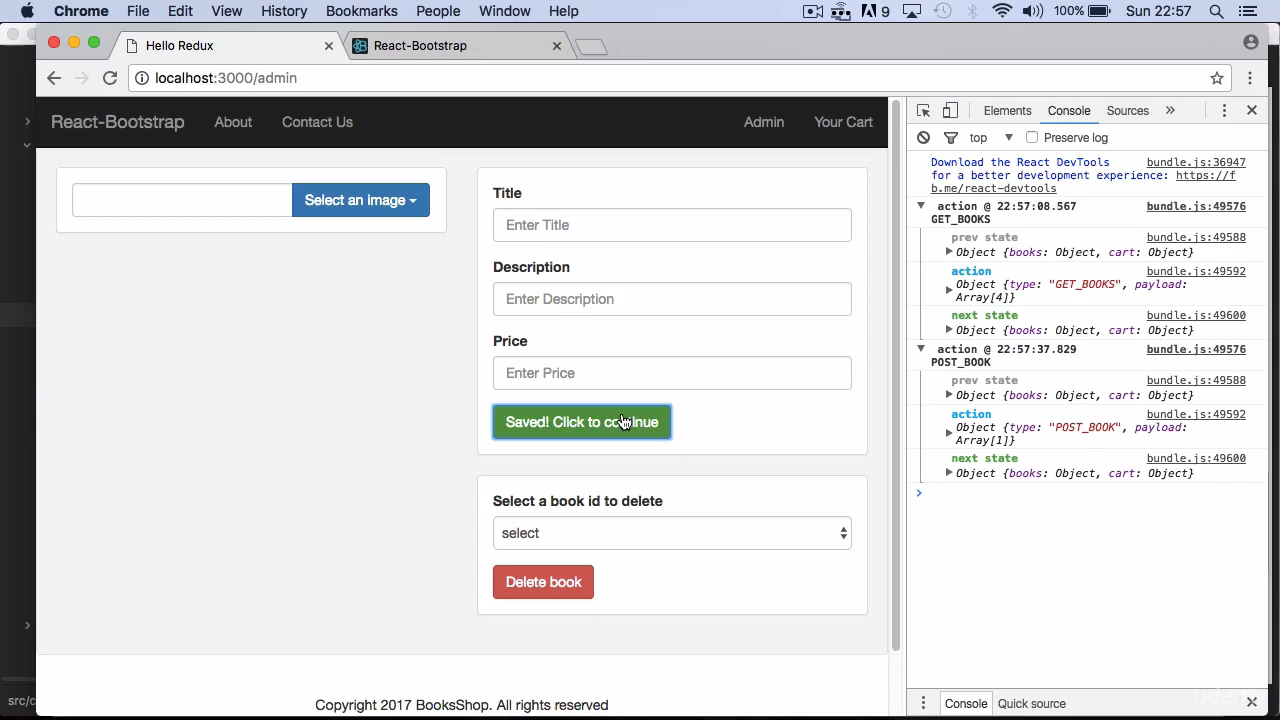 Chrome File Edit View History Bookmarks People Window Help 9 100% Sun 22:57
Hello Redux
React-Bootstrap
localhost:3000/admin
React-Bootstrap About Contact Us Admin Your Cart
Select an image
Title
Enter Title
Description
Enter Description
Price
Enter Price
Saved! Click to continue
Select a book id to delete
select
Delete book
Copyright 2017 BooksShop. All rights reserved
Elements Console Sources »
top Preserve log
Download the React DevTools bundle.js:36947
for a better development experience: https://f
b.me/react-devtools
action @ 22:57:08.567 bundle.js:49576
GET_BOOKS
prev state bundle.js:49588
Object {books: Object, cart: Object}
action bundle.js:49592
Object {type: "GET_BOOKS", payload:
Array[4]}
next state bundle.js:49600
Object {books: Object, cart: Object}
action @ 22:57:37.829 bundle.js:49576
POST_BOOK
prev state bundle.js:49588
Object {books: Object, cart: Object}
action bundle.js:49592
Object {type: "POST_BOOK", payload:
Array[1]}
next state bundle.js:49600
Object {books: Object, cart: Object}
Console Quick source
src/c